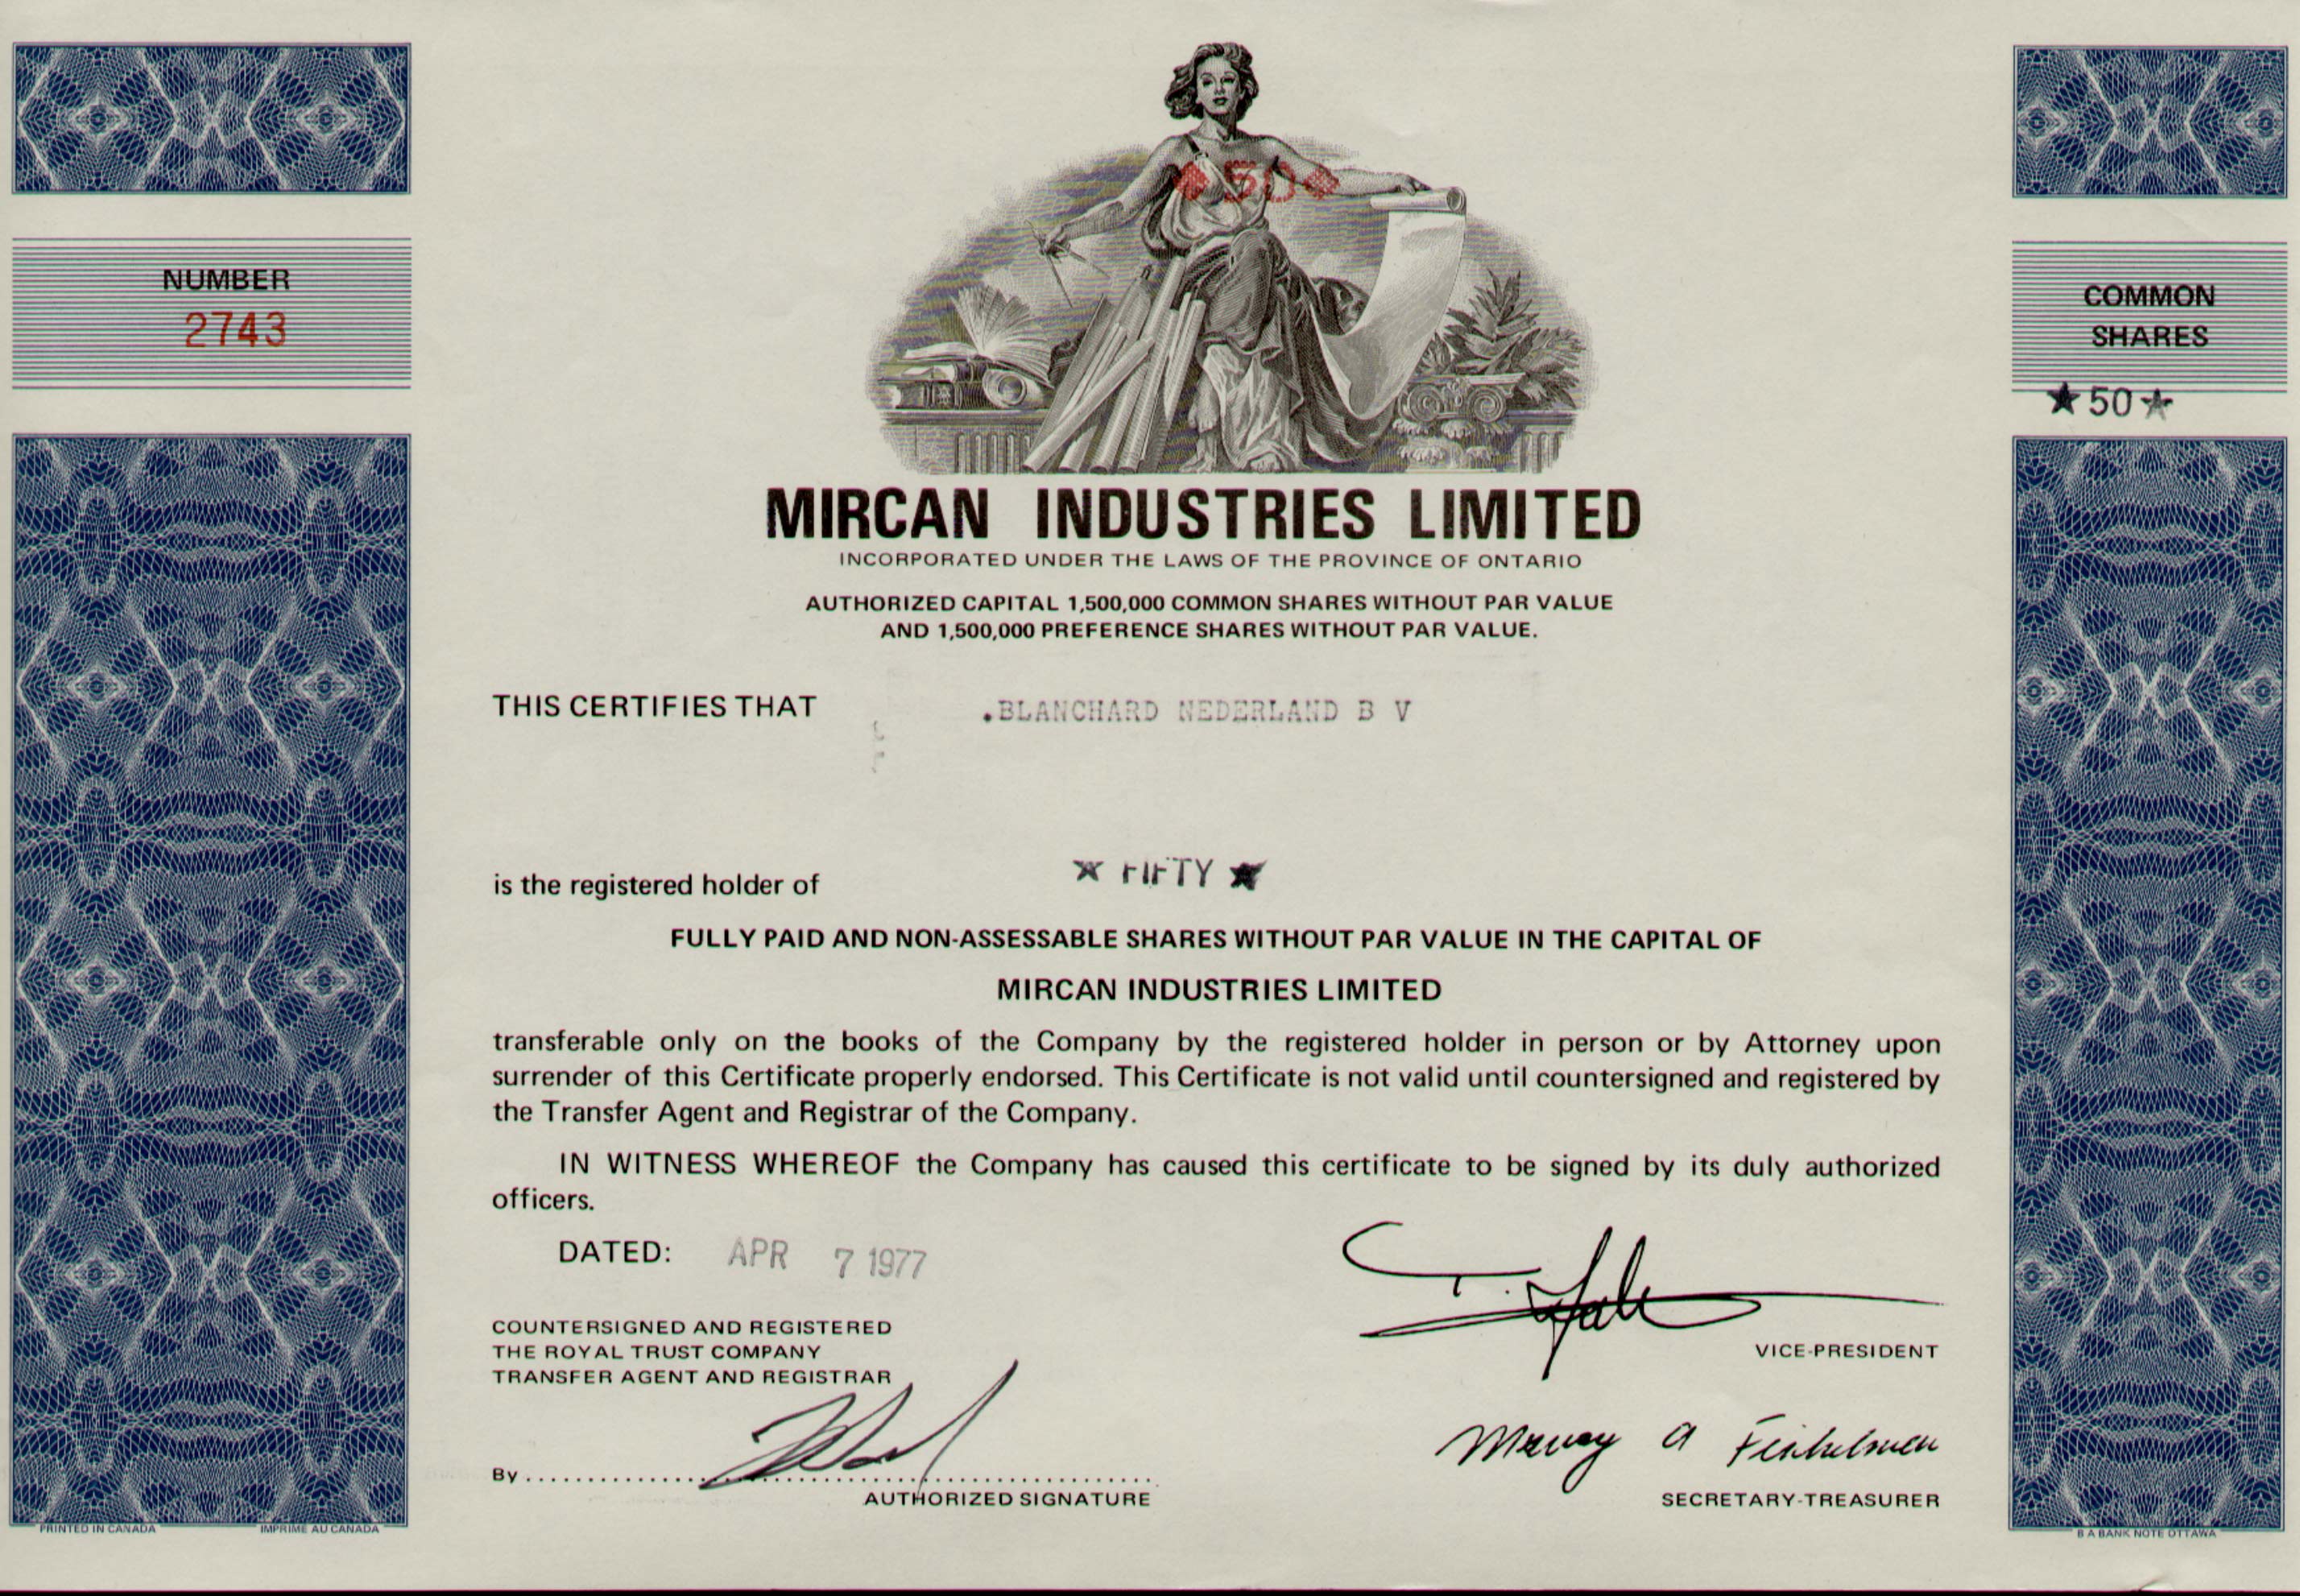 50
NUMBER
2743
COMMON
SHARES
★50★
MIRCAN INDUSTRIES LIMITED
INCORPORATED UNDER THE LAWS OF THE PROVINCE OF ONTARIO
AUTHORIZED CAPITAL 1,500,000 COMMON SHARES WITHOUT PAR VALUE
AND 1,500,000 PREFERENCE SHARES WITHOUT PAR VALUE.
THIS CERTIFIES THAT .BLANCHARD NEDERLAND B V
is the registered holder of ★ FIFTY ★
FULLY PAID AND NON-ASSESSABLE SHARES WITHOUT PAR VALUE IN THE CAPITAL OF
MIRCAN INDUSTRIES LIMITED
transferable only on the books of the Company by the registered holder in person or by Attorney upon
surrender of this Certificate properly endorsed. This Certificate is not valid until countersigned and registered by
the Transfer Agent and Registrar of the Company.
IN WITNESS WHEREOF the Company has caused this certificate to be signed by its duly authorized
officers.
DATED: APR 7 1977
COUNTERSIGNED AND REGISTERED
THE ROYAL TRUST COMPANY
TRANSFER AGENT AND REGISTRAR
VICE-PRESIDENT
By
AUTHORIZED SIGNATURE
A Finkelman
SECRETARY-TREASURER
PRINTED IN CANADA IMPRIME AU CANADA
B A BANK NOTE OTTAWA